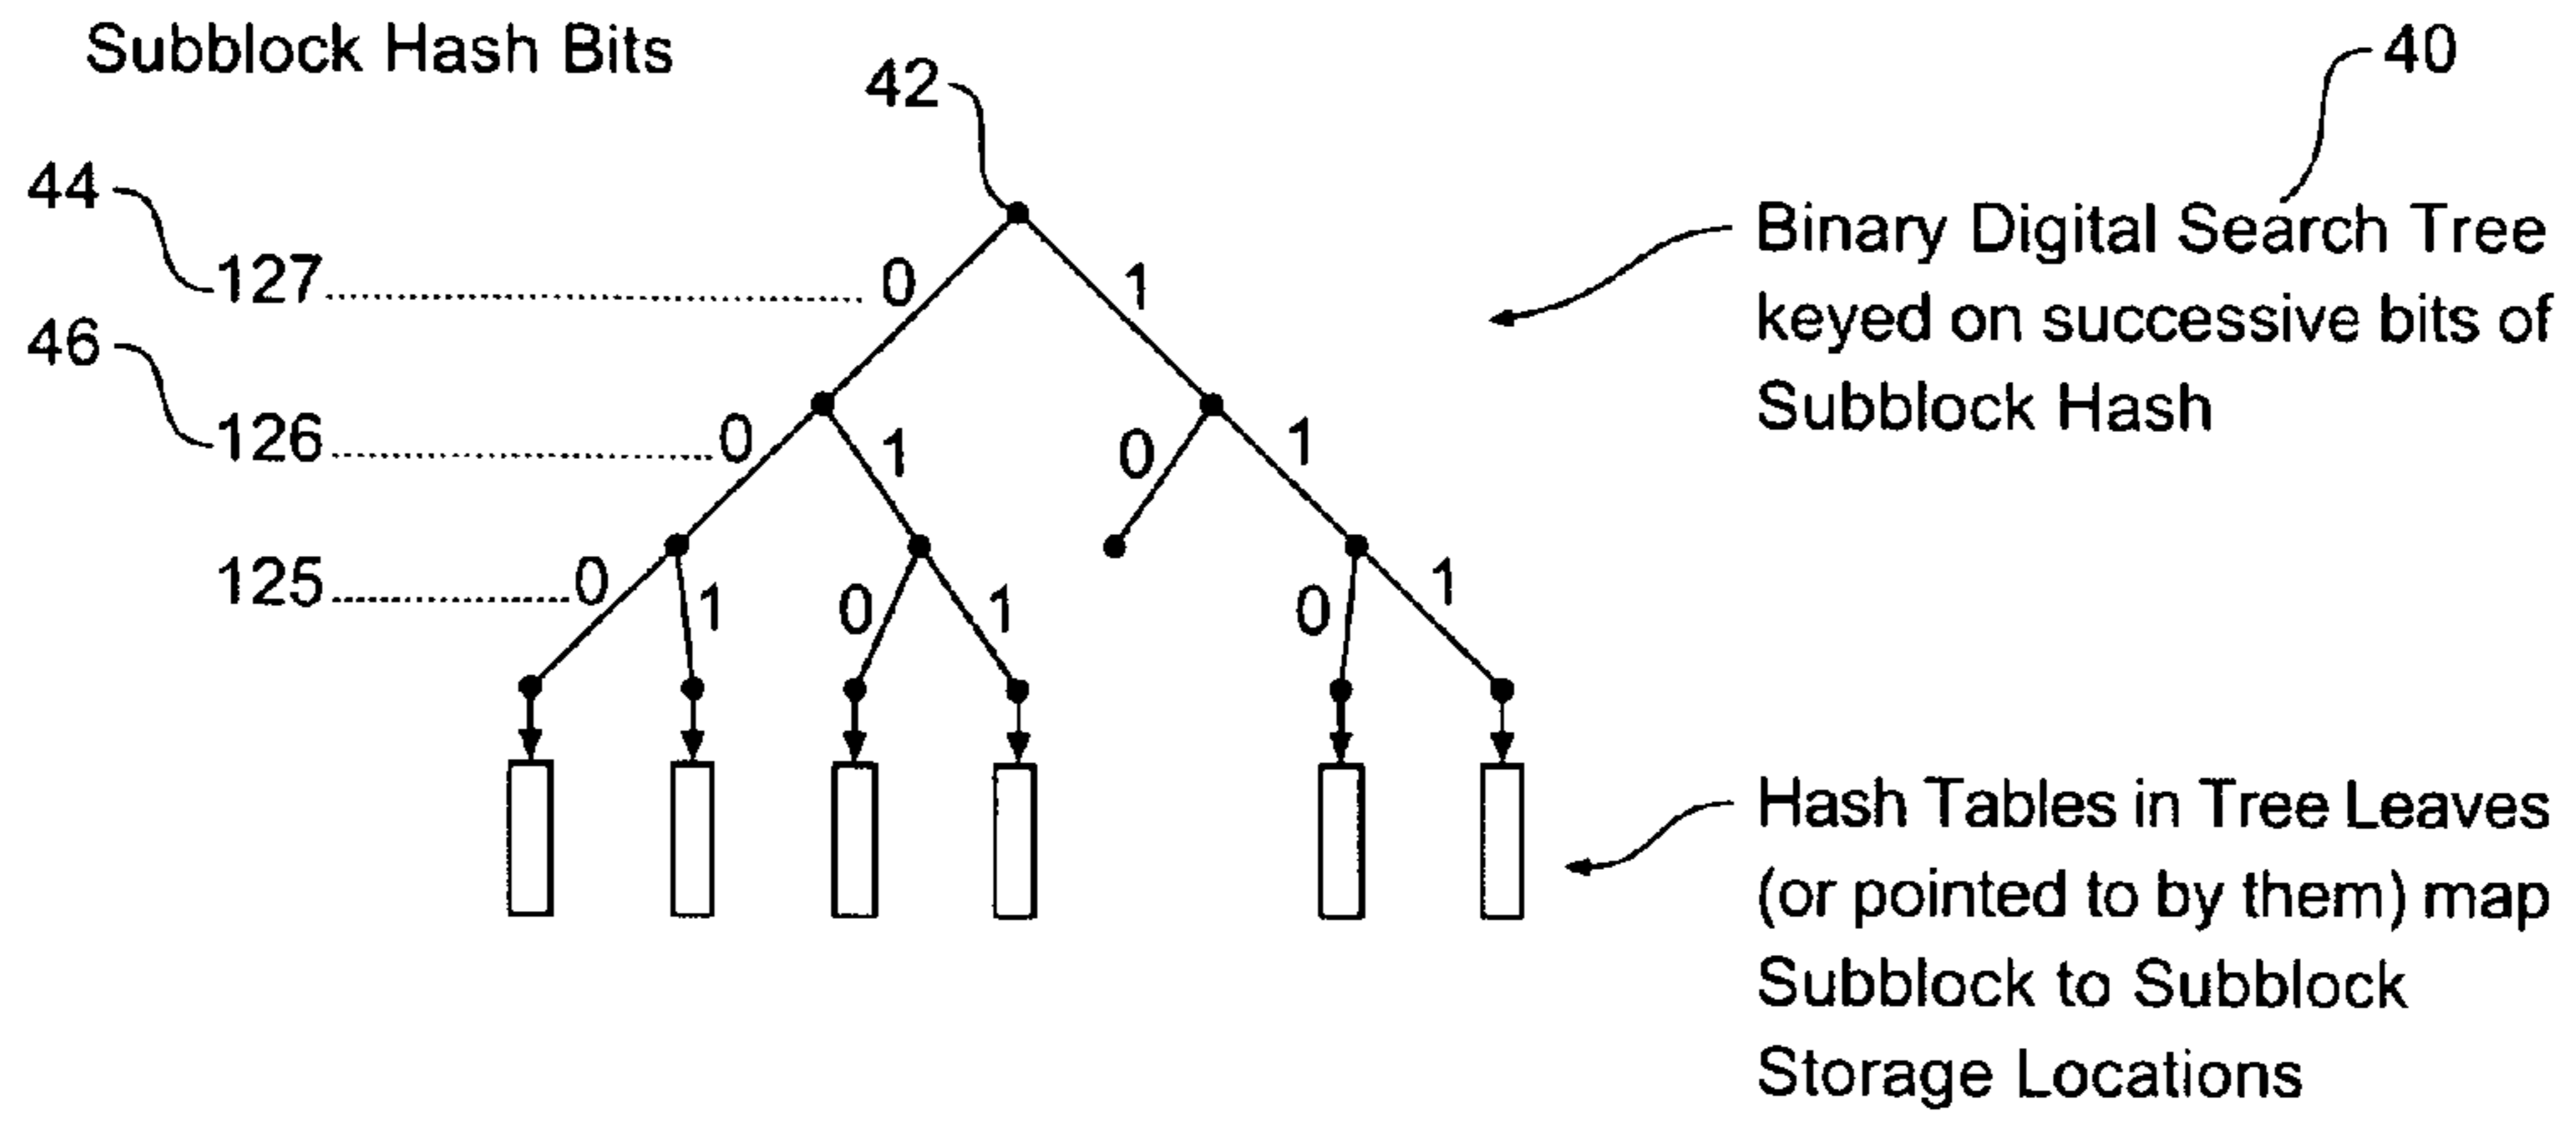 Subblock Hash Bits
42
40
44
127 0 1
Binary Digital Search Tree
keyed on successive bits of
Subblock Hash
46
126 0 1 0 1
125 0 1 0 1 0 1
Hash Tables in Tree Leaves
(or pointed to by them) map
Subblock to Subblock
Storage Locations